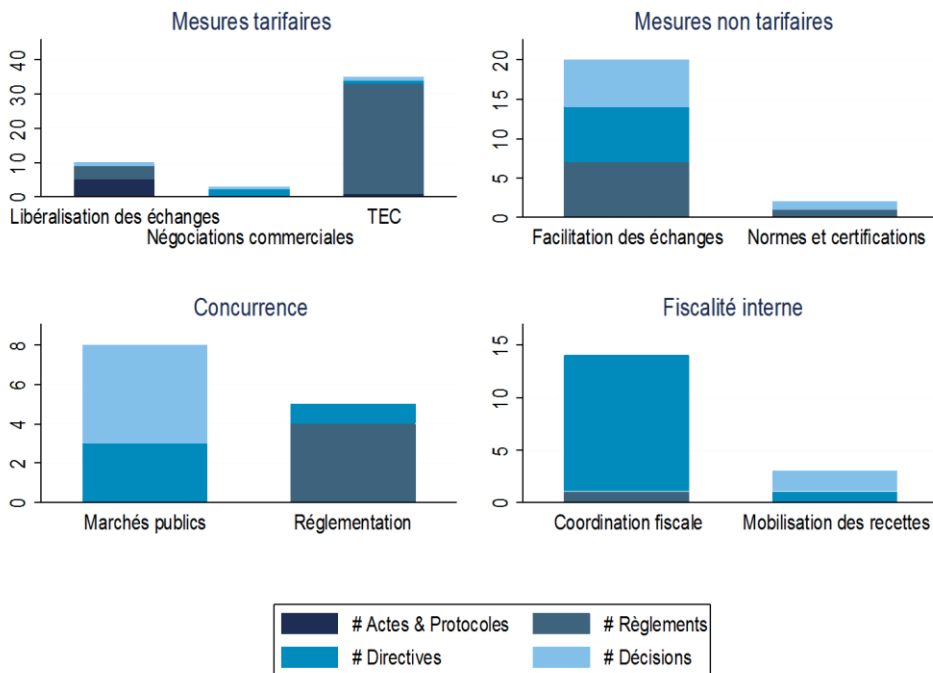 Mesures tarifaires
40
30
20
10
0
Libéralisation des échanges
TEC
Négociations commerciales
Mesures non tarifaires
20
15
10
5
0
Facilitation des échanges
Normes et certifications
Concurrence
8
6
4
2
0
Marchés publics
Réglementation
Fiscalité interne
15
10
5
0
Coordination fiscale
Mobilisation des recettes
# Actes & Protocoles
# Règlements
# Directives
# Décisions